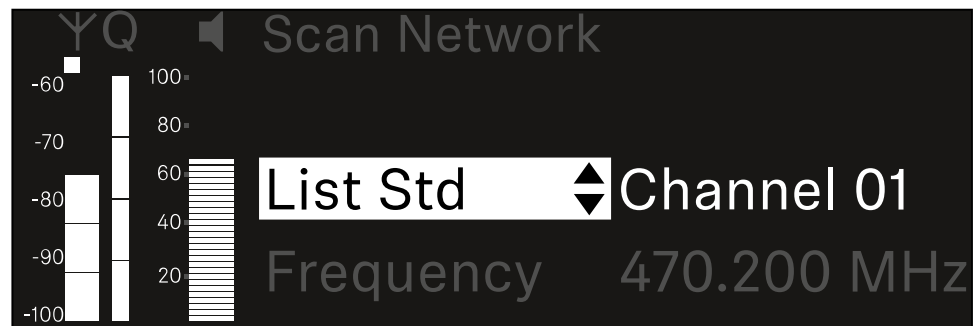 Q Scan Network
-60 100
-70 80
-80 60 List Std Channel 01
40
-90 20 Frequency 470.200 MHz
-100